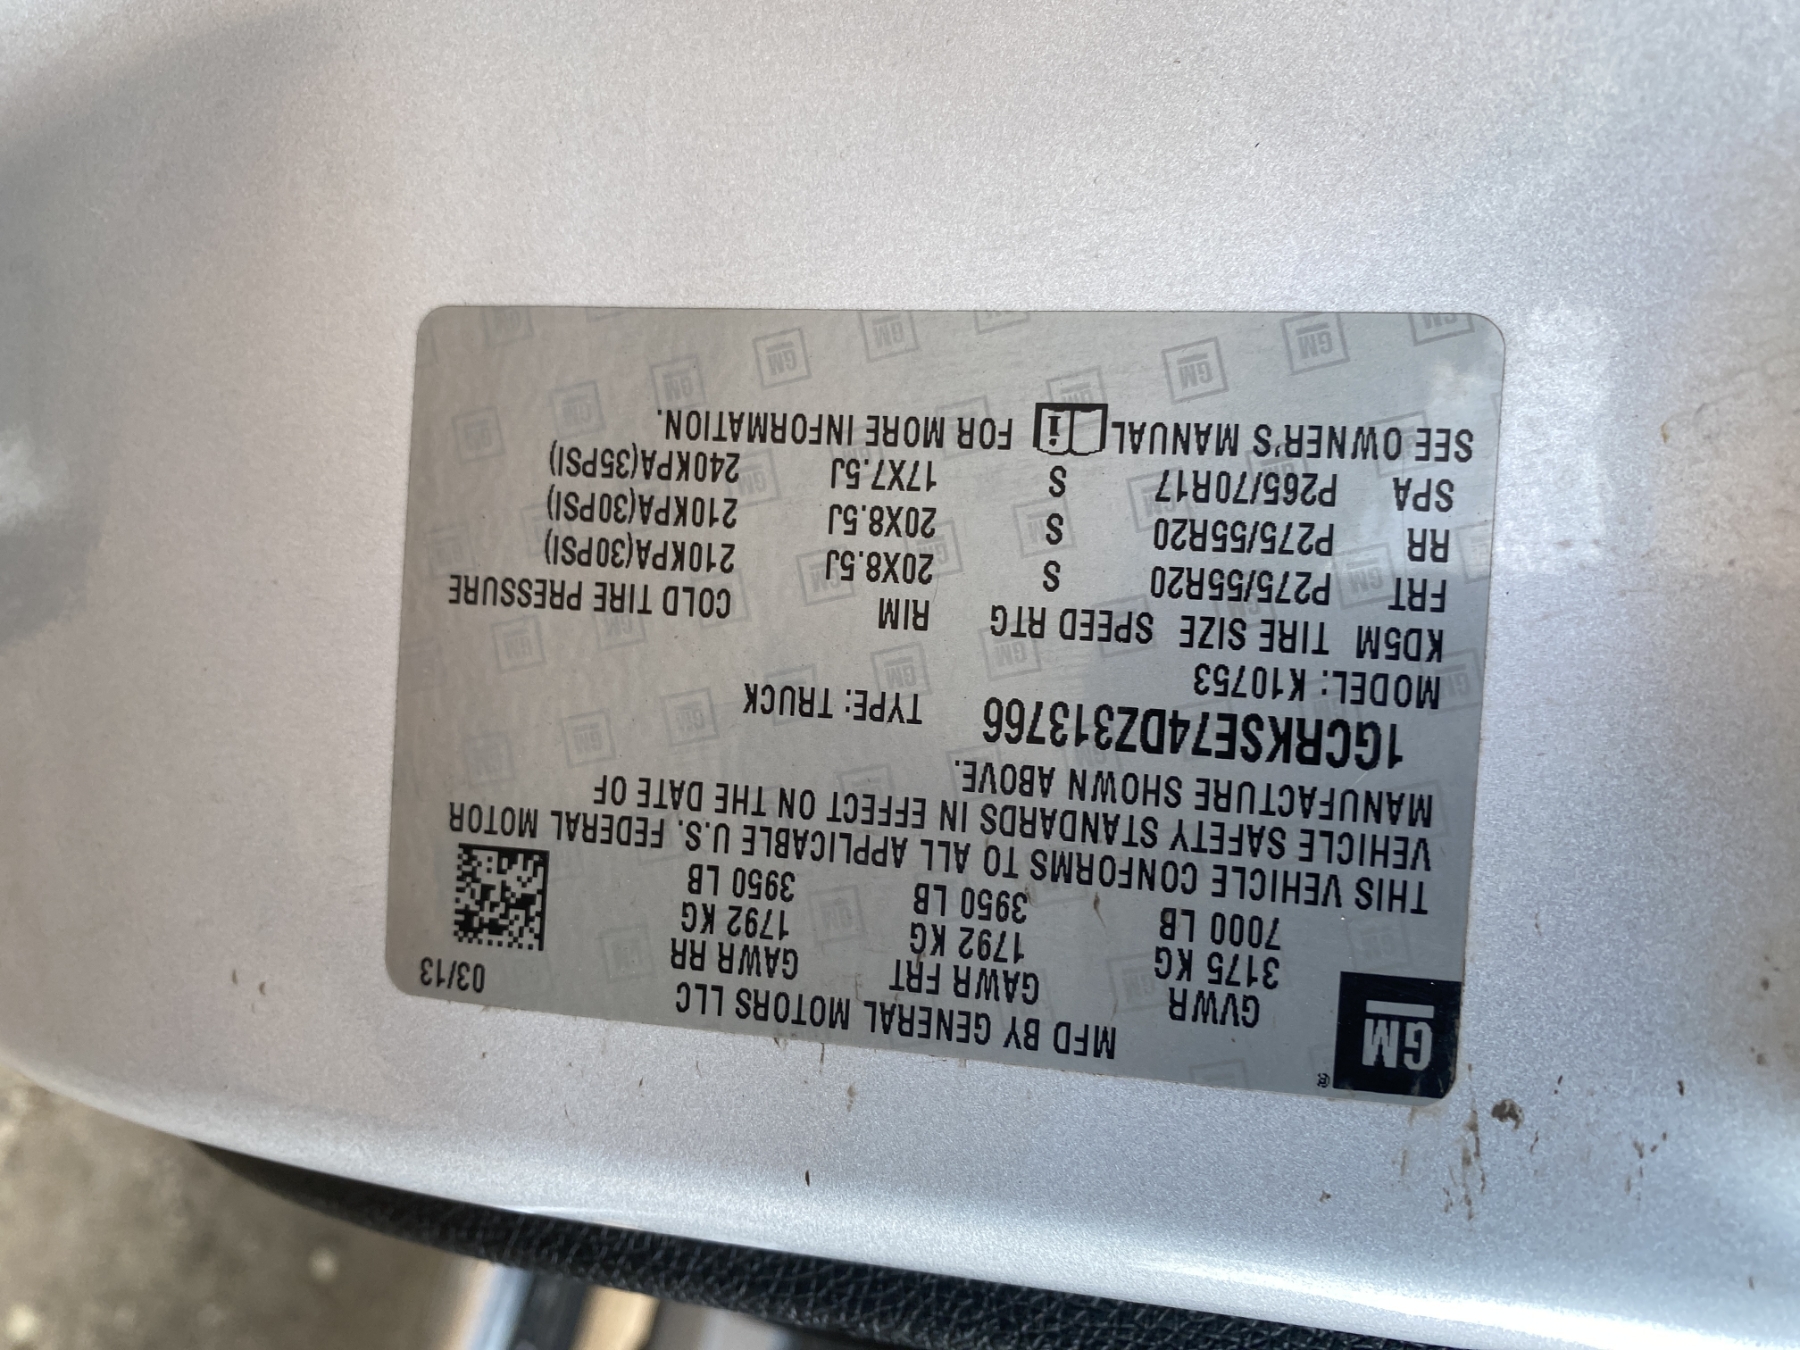 GM ®
MFD BY GENERAL MOTORS LLC 03/13
GVWR GAWR FRT GAWR RR
3175 KG 1792 KG 1792 KG
7000 LB 3950 LB 3950 LB
THIS VEHICLE CONFORMS TO ALL APPLICABLE U.S. FEDERAL MOTOR
VEHICLE SAFETY STANDARDS IN EFFECT ON THE DATE OF
MANUFACTURE SHOWN ABOVE.
1GCRKSE74DZ313766 TYPE: TRUCK
MODEL: K10753
KD5M TIRE SIZE SPEED RTG RIM COLD TIRE PRESSURE
FRT P275/55R20 S 20X8.5J 210KPA(30PSI)
RR P275/55R20 S 20X8.5J 210KPA(30PSI)
SPA P265/70R17 S 17X7.5J 240KPA(35PSI)
SEE OWNER'S MANUAL i FOR MORE INFORMATION.